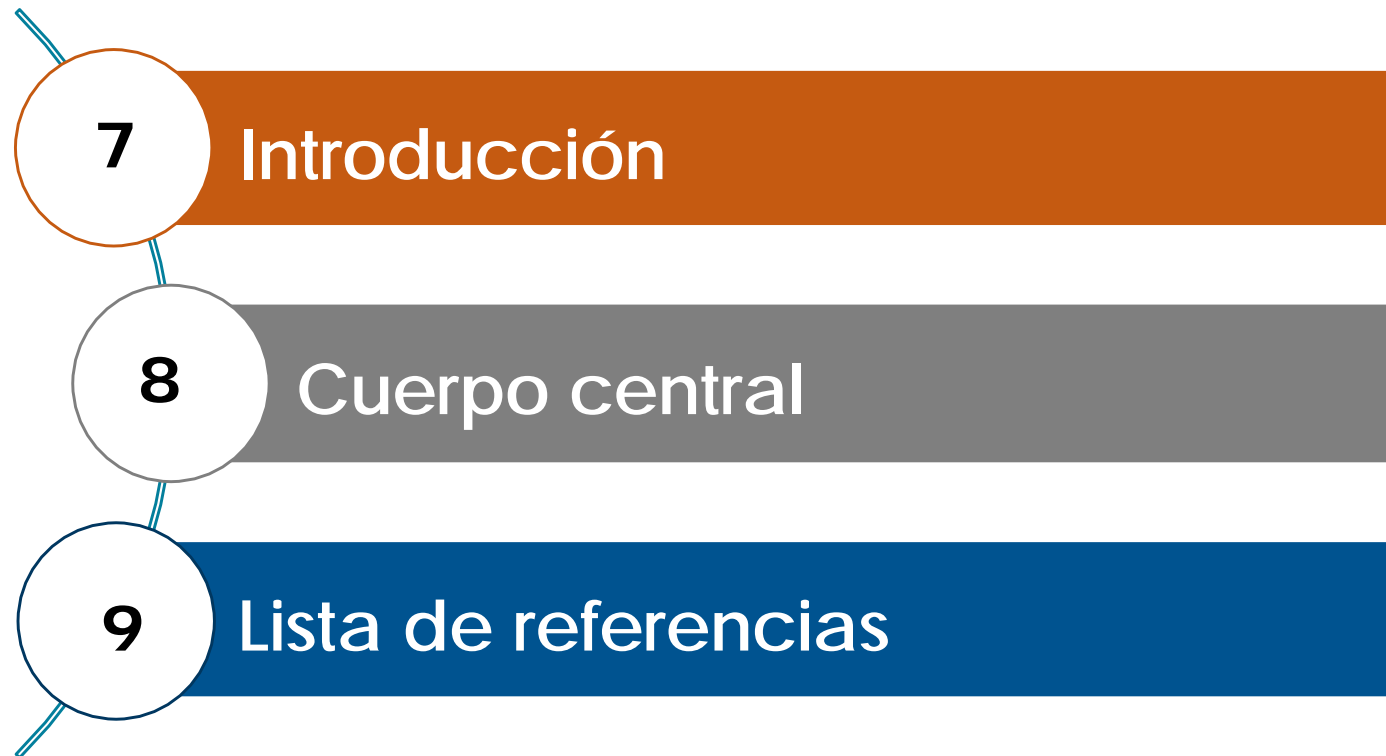 7 Introducción
8 Cuerpo central
9 Lista de referencias